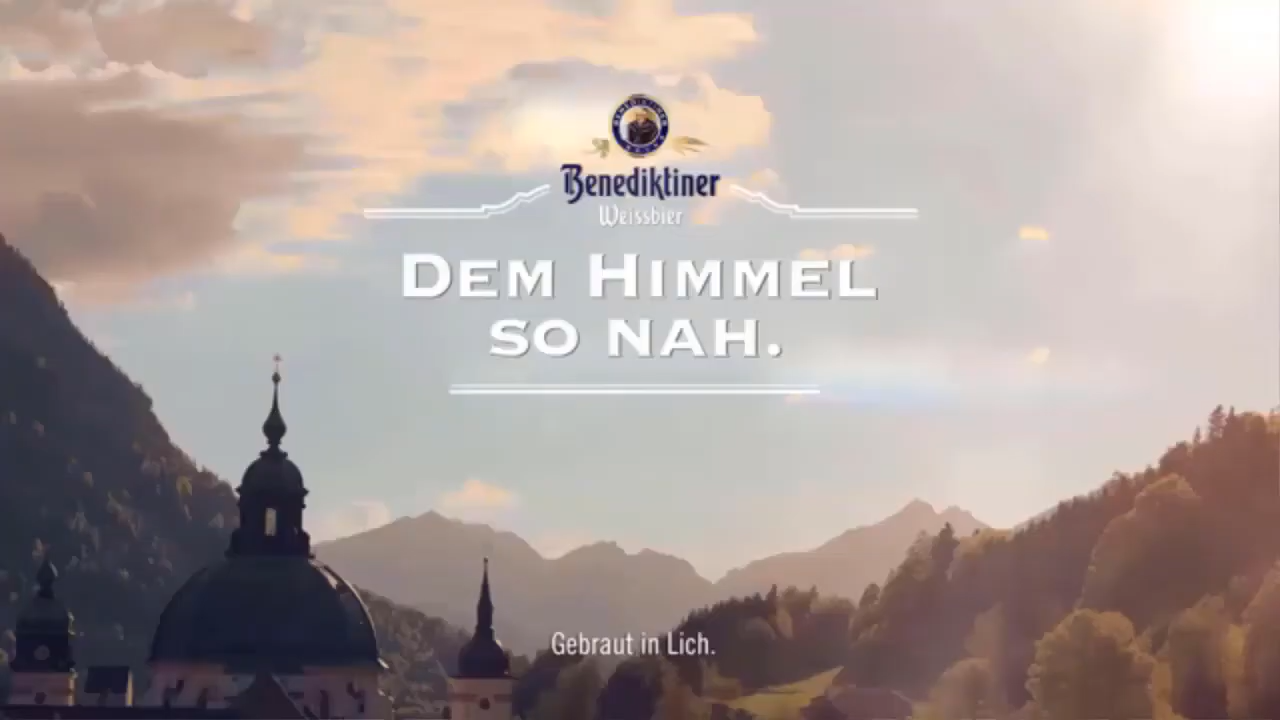 Benediktiner
Weissbier
DEM HIMMEL
SO NAH.
Gebraut in Lich.